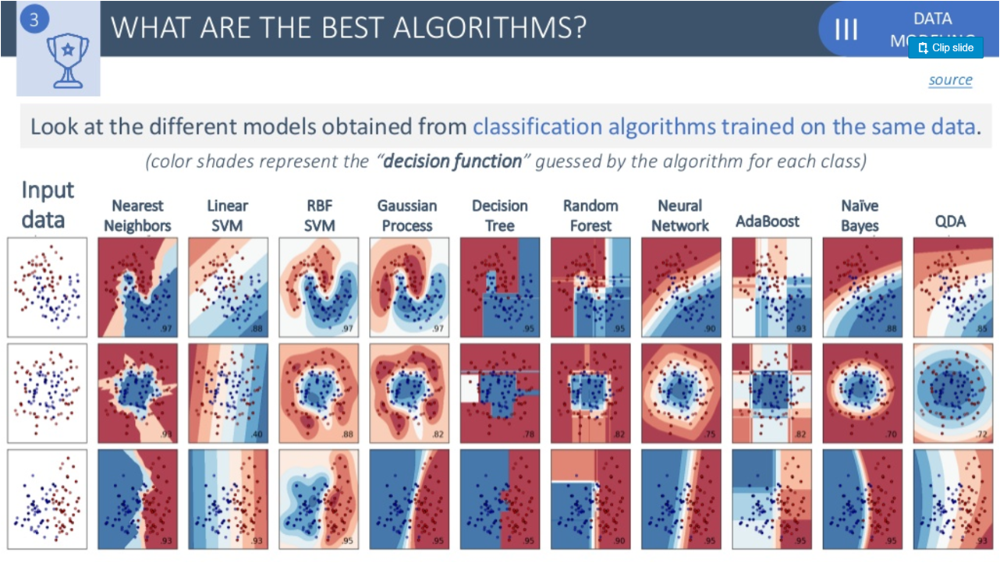 3
WHAT ARE THE BEST ALGORITHMS?
III
DATA
Clip slide
source
Look at the different models obtained from classification algorithms trained on the same data.
(color shades represent the “decision function” guessed by the algorithm for each class)
Input
data
Nearest
Neighbors
Linear
SVM
RBF
SVM
Gaussian
Process
Decision
Tree
Random
Forest
Neural
Network
AdaBoost
Naïve
Bayes
QDA
.97 .88 .97 .97 .95 .95 .90 .93 .88 .85
.93 .40 .88 .82 .78 .82 .75 .82 .70 .72
.93 .93 .95 .95 .95 .90 .95 .95 .95 .93